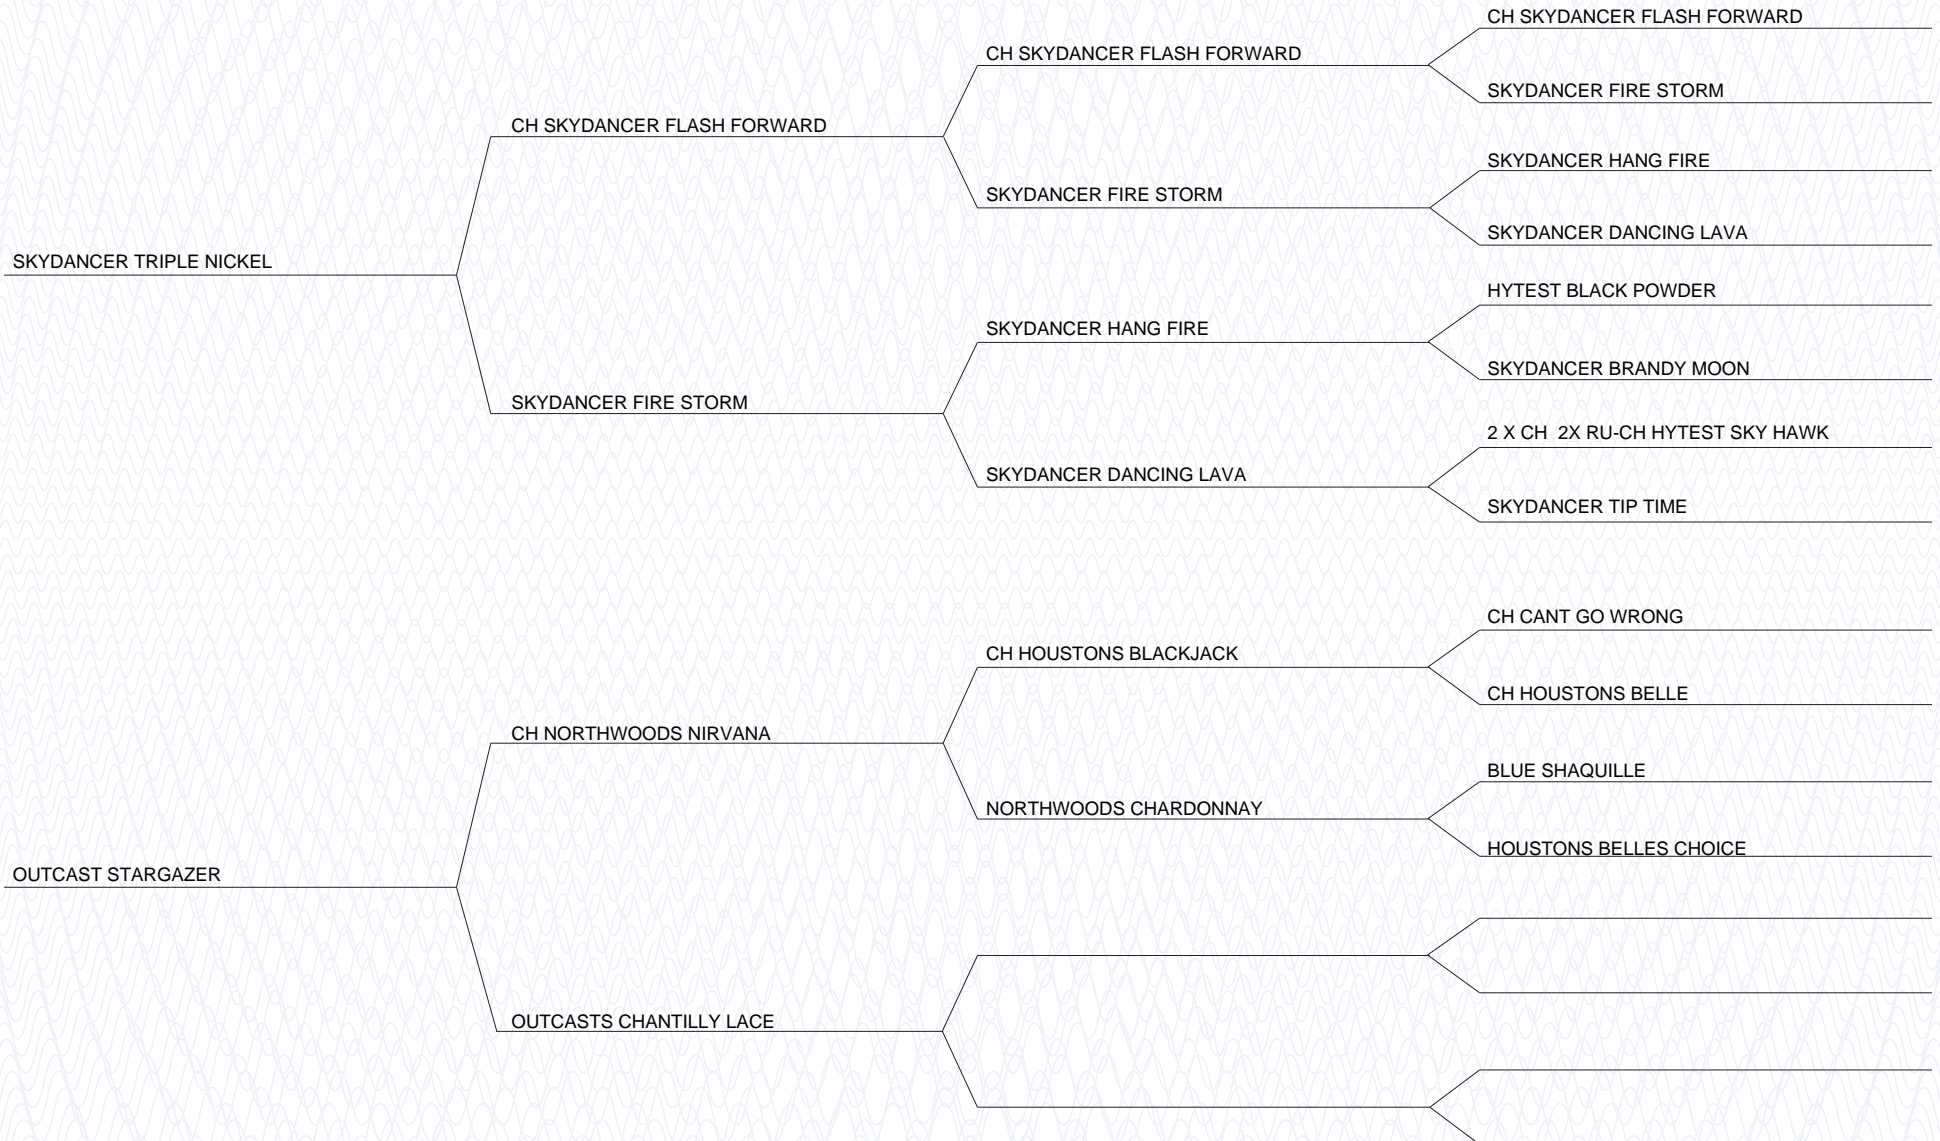 CH SKYDANCER FLASH FORWARD
CH SKYDANCER FLASH FORWARD
SKYDANCER FIRE STORM
CH SKYDANCER FLASH FORWARD
SKYDANCER HANG FIRE
SKYDANCER FIRE STORM
SKYDANCER DANCING LAVA
SKYDANCER TRIPLE NICKEL
HYTEST BLACK POWDER
SKYDANCER HANG FIRE
SKYDANCER BRANDY MOON
SKYDANCER FIRE STORM
2 X CH  2X RU-CH HYTEST SKY HAWK
SKYDANCER DANCING LAVA
SKYDANCER TIP TIME
CH CANT GO WRONG
CH HOUSTONS BLACKJACK
CH HOUSTONS BELLE
CH NORTHWOODS NIRVANA
BLUE SHAQUILLE
NORTHWOODS CHARDONNAY
HOUSTONS BELLES CHOICE
OUTCAST STARGAZER
OUTCASTS CHANTILLY LACE